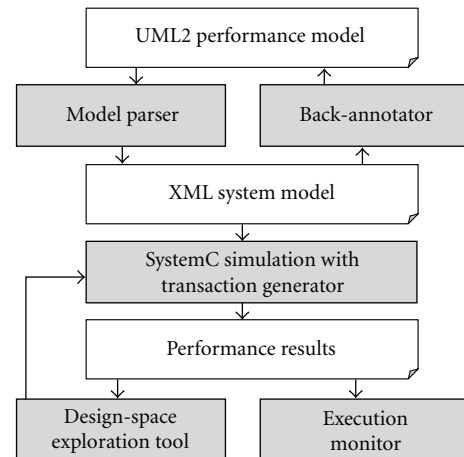 UML2 performance model
Model parser
Back-annotator
XML system model
SystemC simulation with
transaction generator
Performance results
Design-space
exploration tool
Execution
monitor